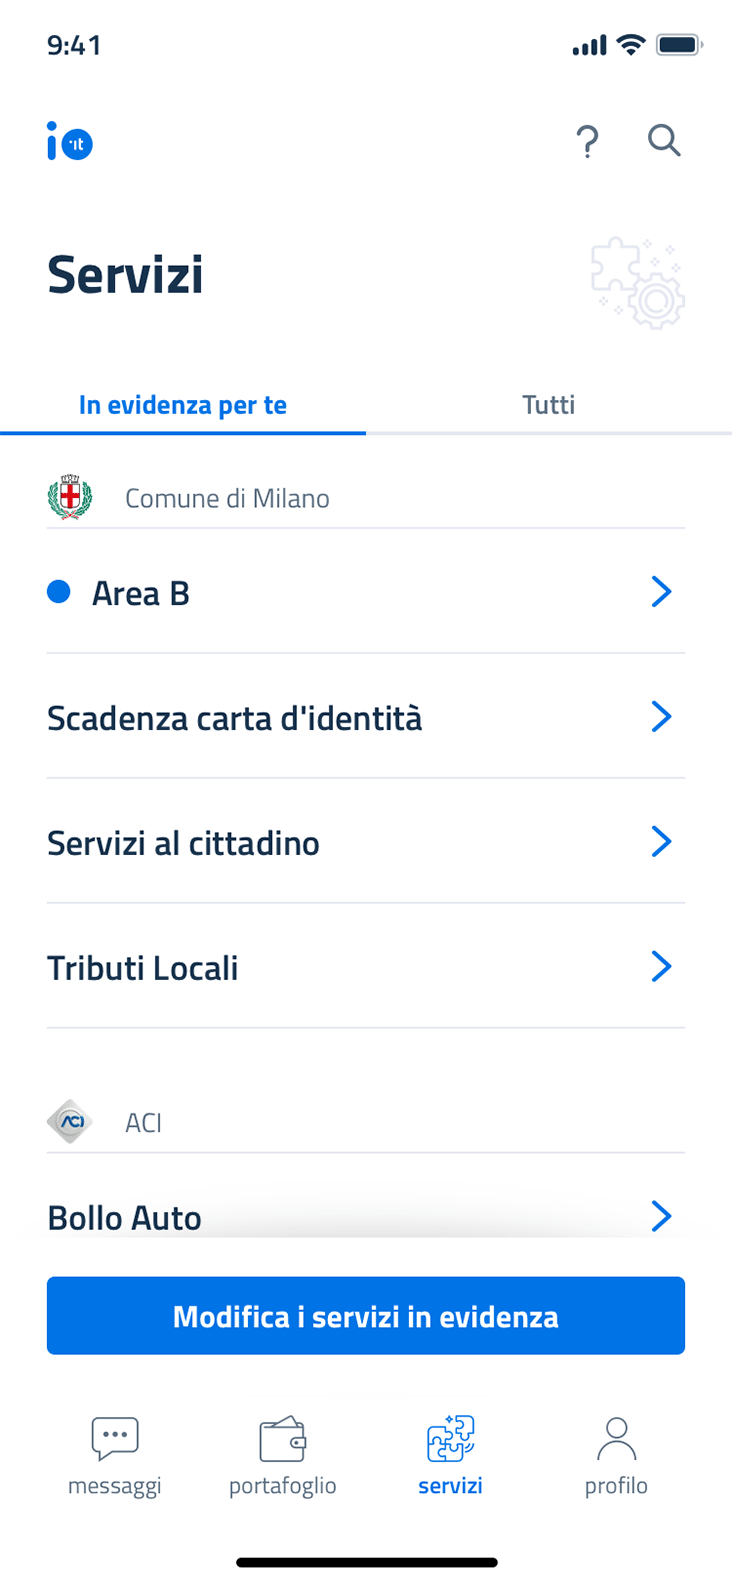 9:41
io it
?
Servizi
In evidenza per te
Tutti
Comune di Milano
Area B
Scadenza carta d'identità
Servizi al cittadino
Tributi Locali
ACI
ACI
Bollo Auto
Modifica i servizi in evidenza
messaggi
portafoglio
servizi
profilo